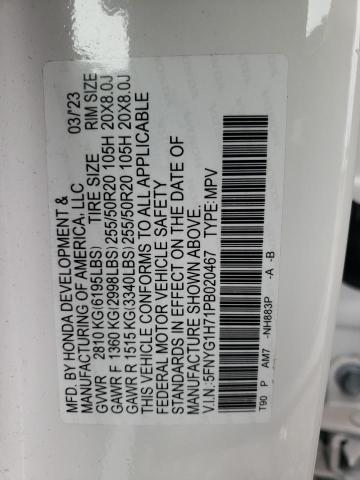 MFD. BY HONDA DEVELOPMENT & 03/23
MANUFACTURING OF AMERICA, LLC
GVWR 2810 KG(6195LBS) TIRE SIZE RIM SIZE
GAWR F 1360 KG(2998LBS) 255/50R20 105H 20X8.0J
GAWR R 1515 KG(3340LBS) 255/50R20 105H 20X8.0J
THIS VEHICLE CONFORMS TO ALL APPLICABLE
FEDERAL MOTOR VEHICLE SAFETY
STANDARDS IN EFFECT ON THE DATE OF
MANUFACTURE SHOWN ABOVE.
V.I.N.:5FNYG1H71PB020467 TYPE: MPV
T90 P AM7 -NH883P -A -B